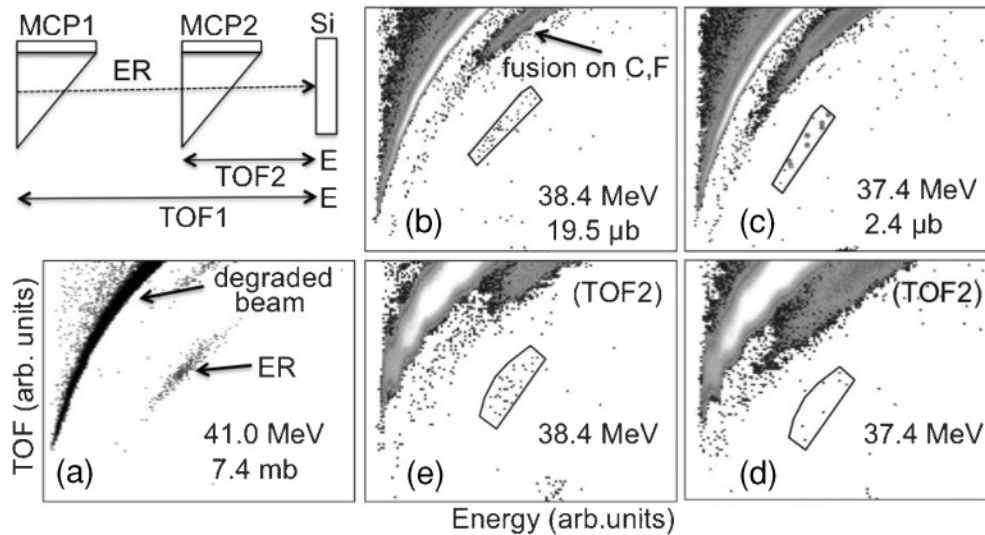 MCP1
MCP2
Si
ER
TOF2
E
TOF1
E
fusion on C,F
(b)
38.4 MeV
19.5 μb
(c)
37.4 MeV
2.4 μb
TOF (arb. units)
degraded
beam
ER
41.0 MeV
(a)
7.4 mb
(TOF2)
38.4 MeV
(e)
(TOF2)
37.4 MeV
(d)
Energy (arb.units)